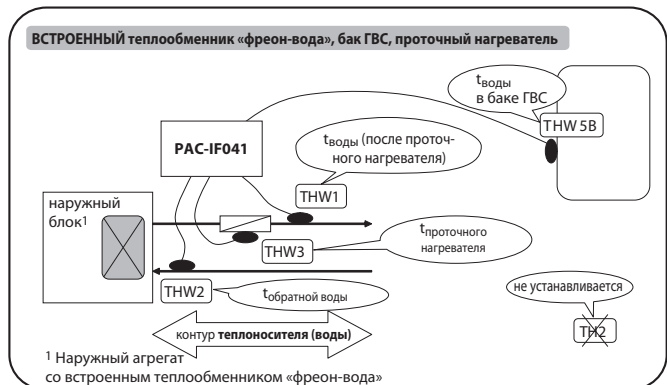 ВСТРОЕННЫЙ теплообменник «фреон-вода», бак ГВС, проточный нагреватель
tводы
в баке ГВС
THW 5B
PAC-IF041
tводы (после проточ-
ного нагревателя)
THW1
наружный
блок1
THW3
tпроточного
нагревателя
THW2
tобратной воды
не устанавливается
TH2
контур теплоносителя (воды)
1 Наружный агрегат
со встроенным теплообменником «фреон-вода»